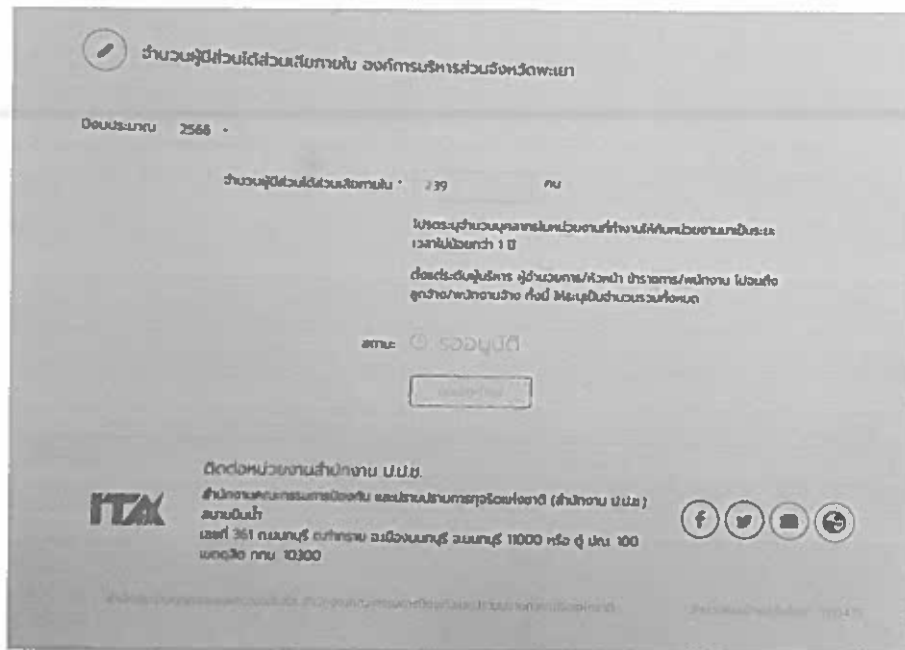 จำนวนผู้มีส่วนได้ส่วนเสียภายใน องค์การบริหารส่วนจังหวัดพะเยา
ปีงบประมาณ 2568
จำนวนผู้มีส่วนได้ส่วนเสียภายใน * 239 คน
โปรดระบุจำนวนบุคลากรในหน่วยงานที่ทำงานให้กับหน่วยงานมาเป็นระยะ
เวลาไม่น้อยกว่า 1 ปี
ตั้งแต่ระดับผู้บริหาร ผู้อำนวยการ/หัวหน้า ข้าราชการ/พนักงาน ไปจนถึง
ลูกจ้าง/พนักงานจ้าง ทั้งนี้ ให้ระบุเป็นจำนวนรวมทั้งหมด
สถานะ รออนุมัติ
ITA
ติดต่อหน่วยงานสำนักงาน ป.ป.ช.
สำนักงานคณะกรรมการป้องกัน และปราบปรามการทุจริตแห่งชาติ (สำนักงาน ป.ป.ช.)
สนามบินน้ำ
เลขที่ 361 ถ.นนทบุรี ต.ท่าทราย อ.เมืองนนทบุรี จ.นนทบุรี 11000 หรือ ตู้ ปณ. 100
เขตดุสิต กทม. 10300